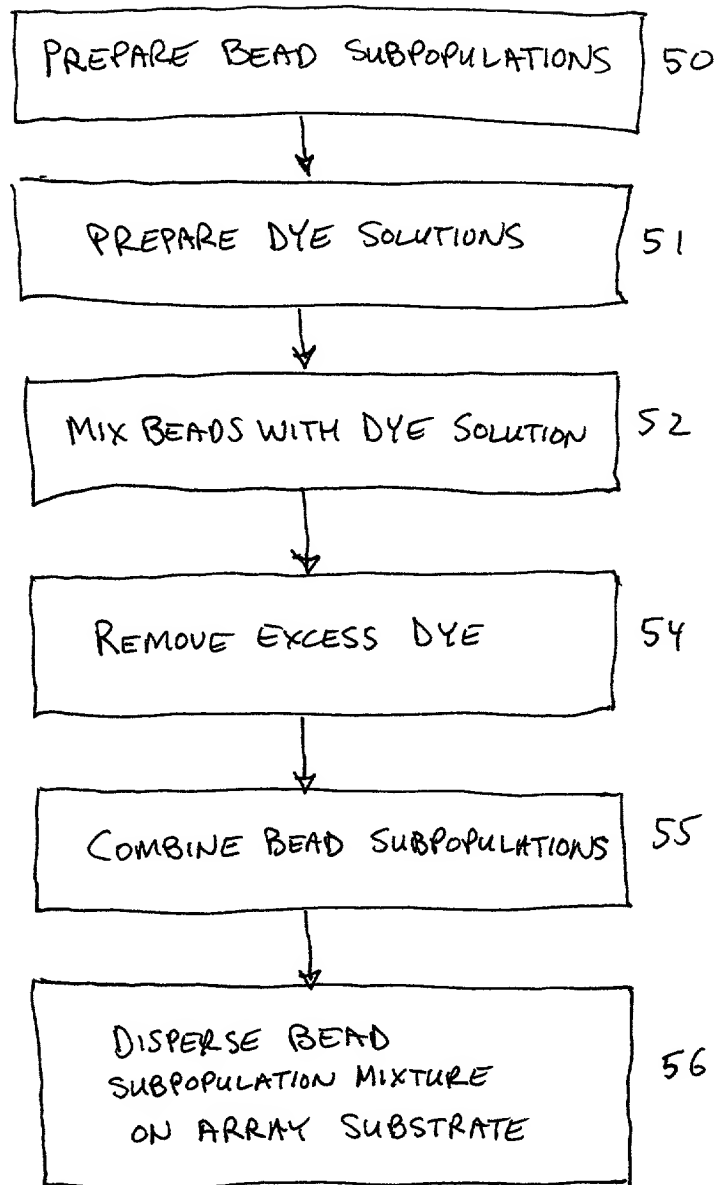 PREPARE BEAD SUBPOPULATIONS 50
PREPARE DYE SOLUTIONS 51
MIX BEADS WITH DYE SOLUTION 52
REMOVE EXCESS DYE 54
COMBINE BEAD SUBPOPULATIONS 55
DISPERSE BEAD
SUBPOPULATION MIXTURE 56
ON ARRAY SUBSTRATE